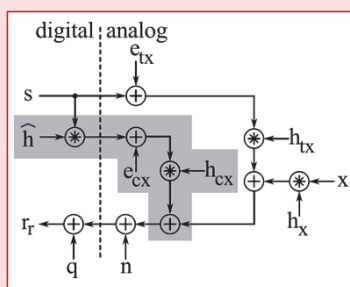 digital analog
e_tx
s
ĥ
e_cx
h_cx
h_tx
x
h_x
r_r
q
n